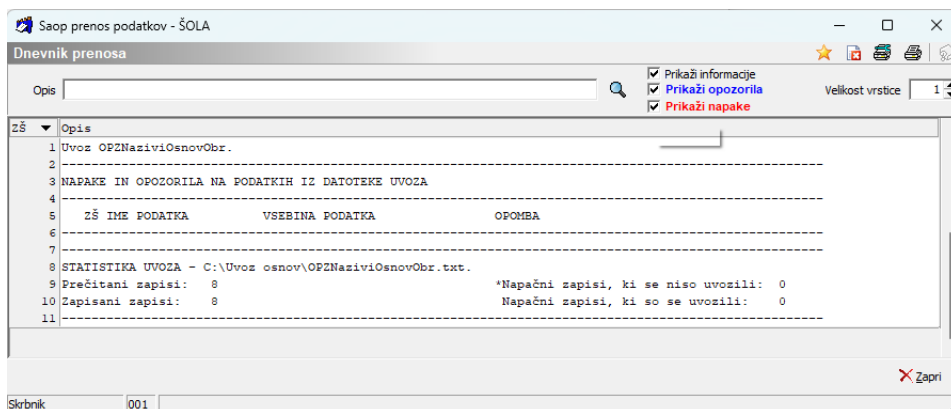 Saop prenos podatkov - ŠOLA
Dnevnik prenosa
Opis
Prikaži informacije
Prikaži opozorila
Prikaži napake
Velikost vrstice 1
ZŠ Opis
1 Uvoz OPZNaziviOsnovObr.
2 --------------------------------------------------------------------------------
3 NAPAKE IN OPOZORILA NA PODATKIH IZ DATOTEKE UVOZA
4 --------------------------------------------------------------------------------
5 ZŠ IME PODATKA VSEBINA PODATKA OPOMBA
6 --------------------------------------------------------------------------------
7 --------------------------------------------------------------------------------
8 STATISTIKA UVOZA - C:\Uvoz osnov\OPZNaziviOsnovObr.txt.
9 Prečitani zapisi: 8 *Napačni zapisi, ki se niso uvozili: 0
10 Zapisani zapisi: 8 Napačni zapisi, ki so se uvozili: 0
11 --------------------------------------------------------------------------------
Zapri
Skrbnik 001